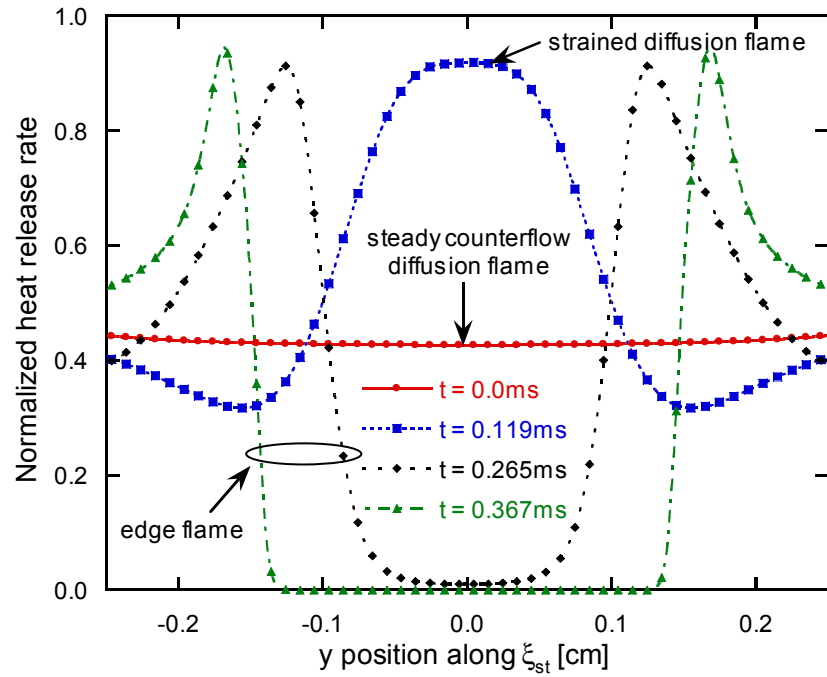 1.0
0.8
0.6
0.4
0.2
0.0
Normalized heat release rate
strained diffusion flame
steady counterflow
diffusion flame
t = 0.0ms
t = 0.119ms
t = 0.265ms
t = 0.367ms
edge flame
-0.2 -0.1 0.0 0.1 0.2
y position along ξst [cm]